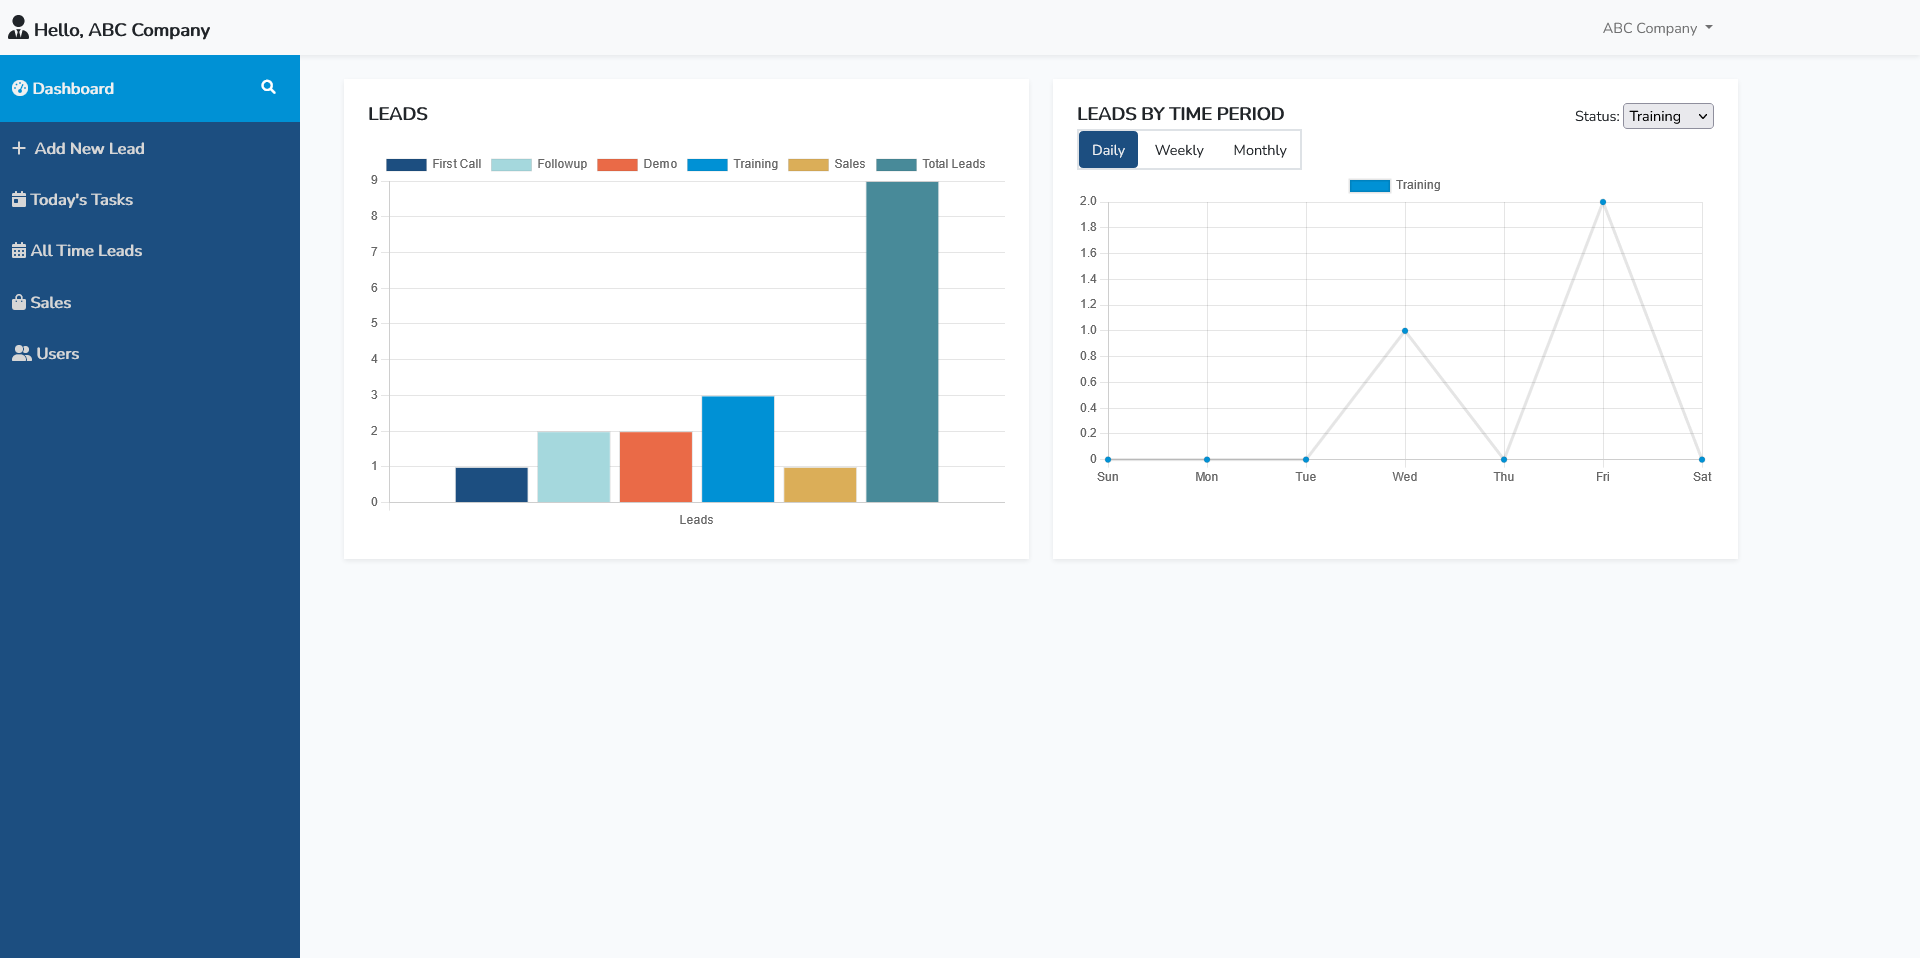 Hello, ABC Company
ABC Company
Dashboard
Add New Lead
Today's Tasks
All Time Leads
Sales
Users
LEADS
First Call Followup Demo Training Sales Total Leads
9
8
7
6
5
4
3
2
1
0
Leads
LEADS BY TIME PERIOD
Status: Training
Daily Weekly Monthly
Training
2.0
1.8
1.6
1.4
1.2
1.0
0.8
0.6
0.4
0.2
0
Sun Mon Tue Wed Thu Fri Sat